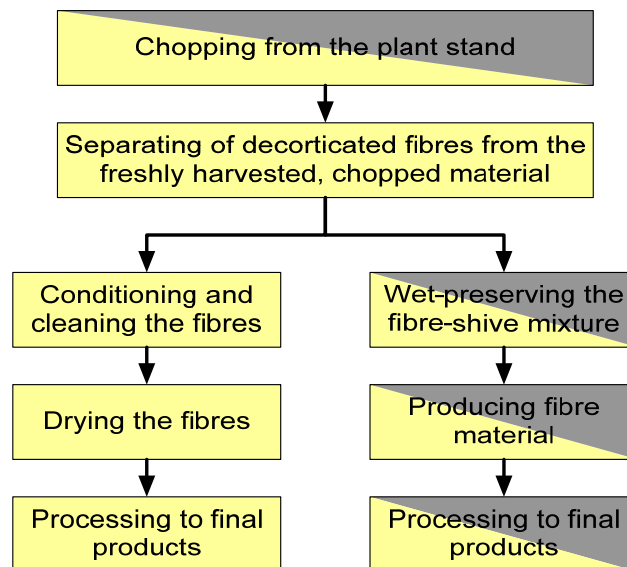 Chopping from the plant stand
Separating of decorticated fibres from the
freshly harvested, chopped material
Conditioning and
cleaning the fibres
Wet-preserving the
fibre-shive mixture
Drying the fibres
Producing fibre
material
Processing to final
products
Processing to final
products